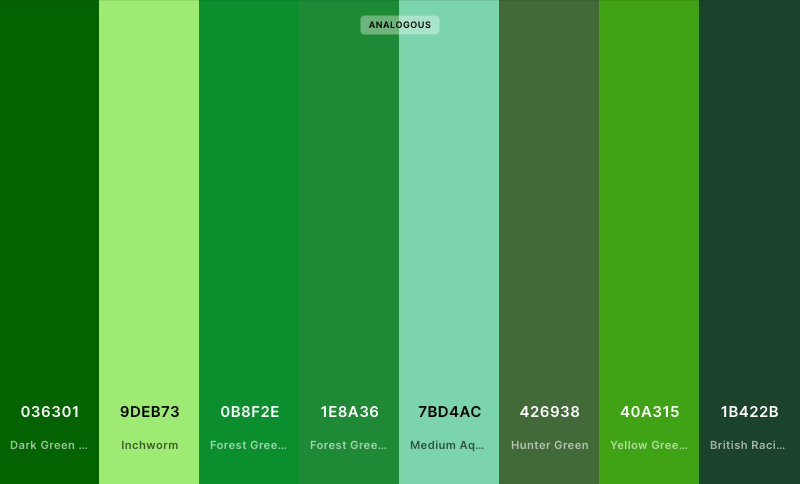 ANALOGOUS
036301 9DEB73 0B8F2E 1E8A36 7BD4AC 426938 40A315 1B422B
Dark Green ... Inchworm Forest Gree... Forest Gree... Medium Aq... Hunter Green Yellow Gree... British Raci...